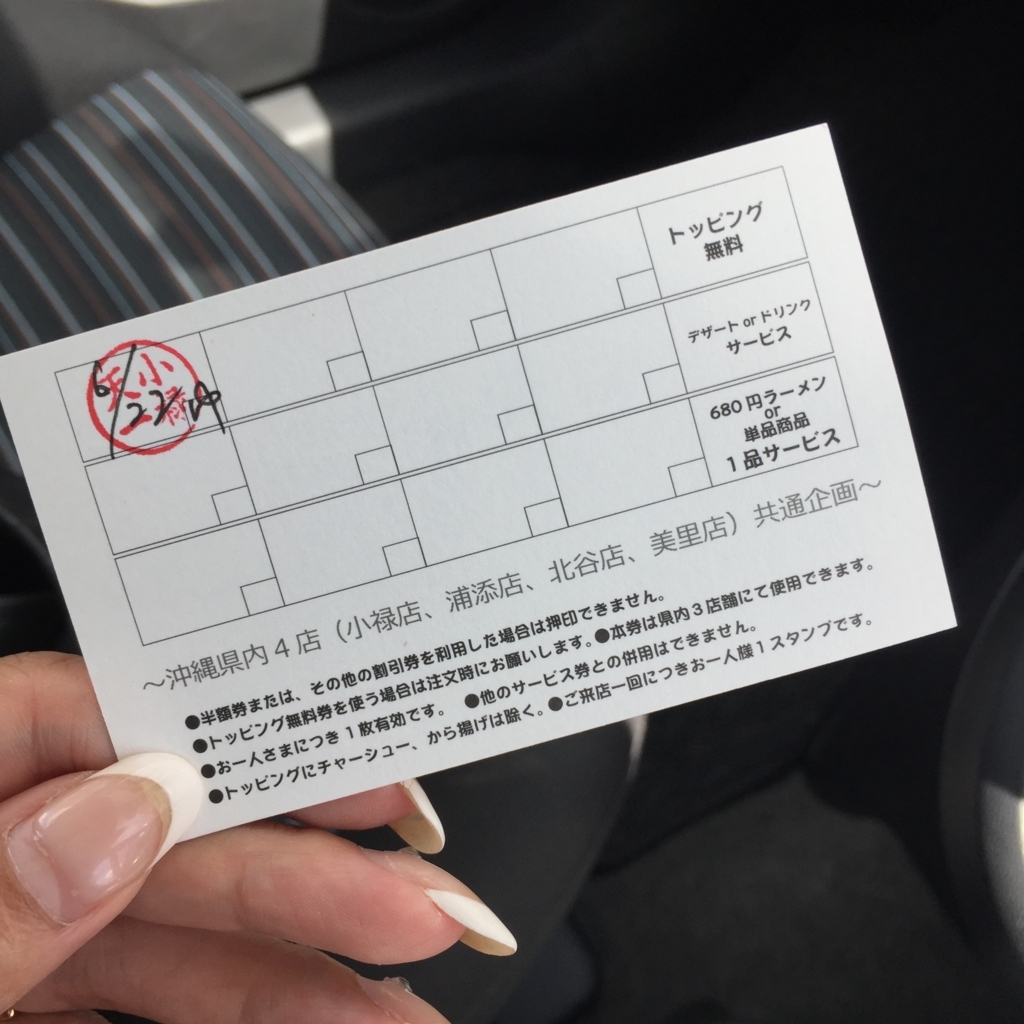 小禄
6/22
トッピング
無料
デザート or ドリンク
サービス
680 円ラーメン
or
単品商品
1 品サービス
～沖縄県内 4 店（小禄店、浦添店、北谷店、美里店）共通企画～
●半額券または、その他の割引券を利用した場合は押印できません。
●トッピング無料券を使う場合は注文時にお願いします。●本券は県内 3 店舗にて使用できます。
●お一人さまにつき 1 枚有効です。 ●他のサービス券との併用はできません。
●トッピングにチャーシュー、から揚げは除く。●ご来店一回につきお一人様 1 スタンプです。